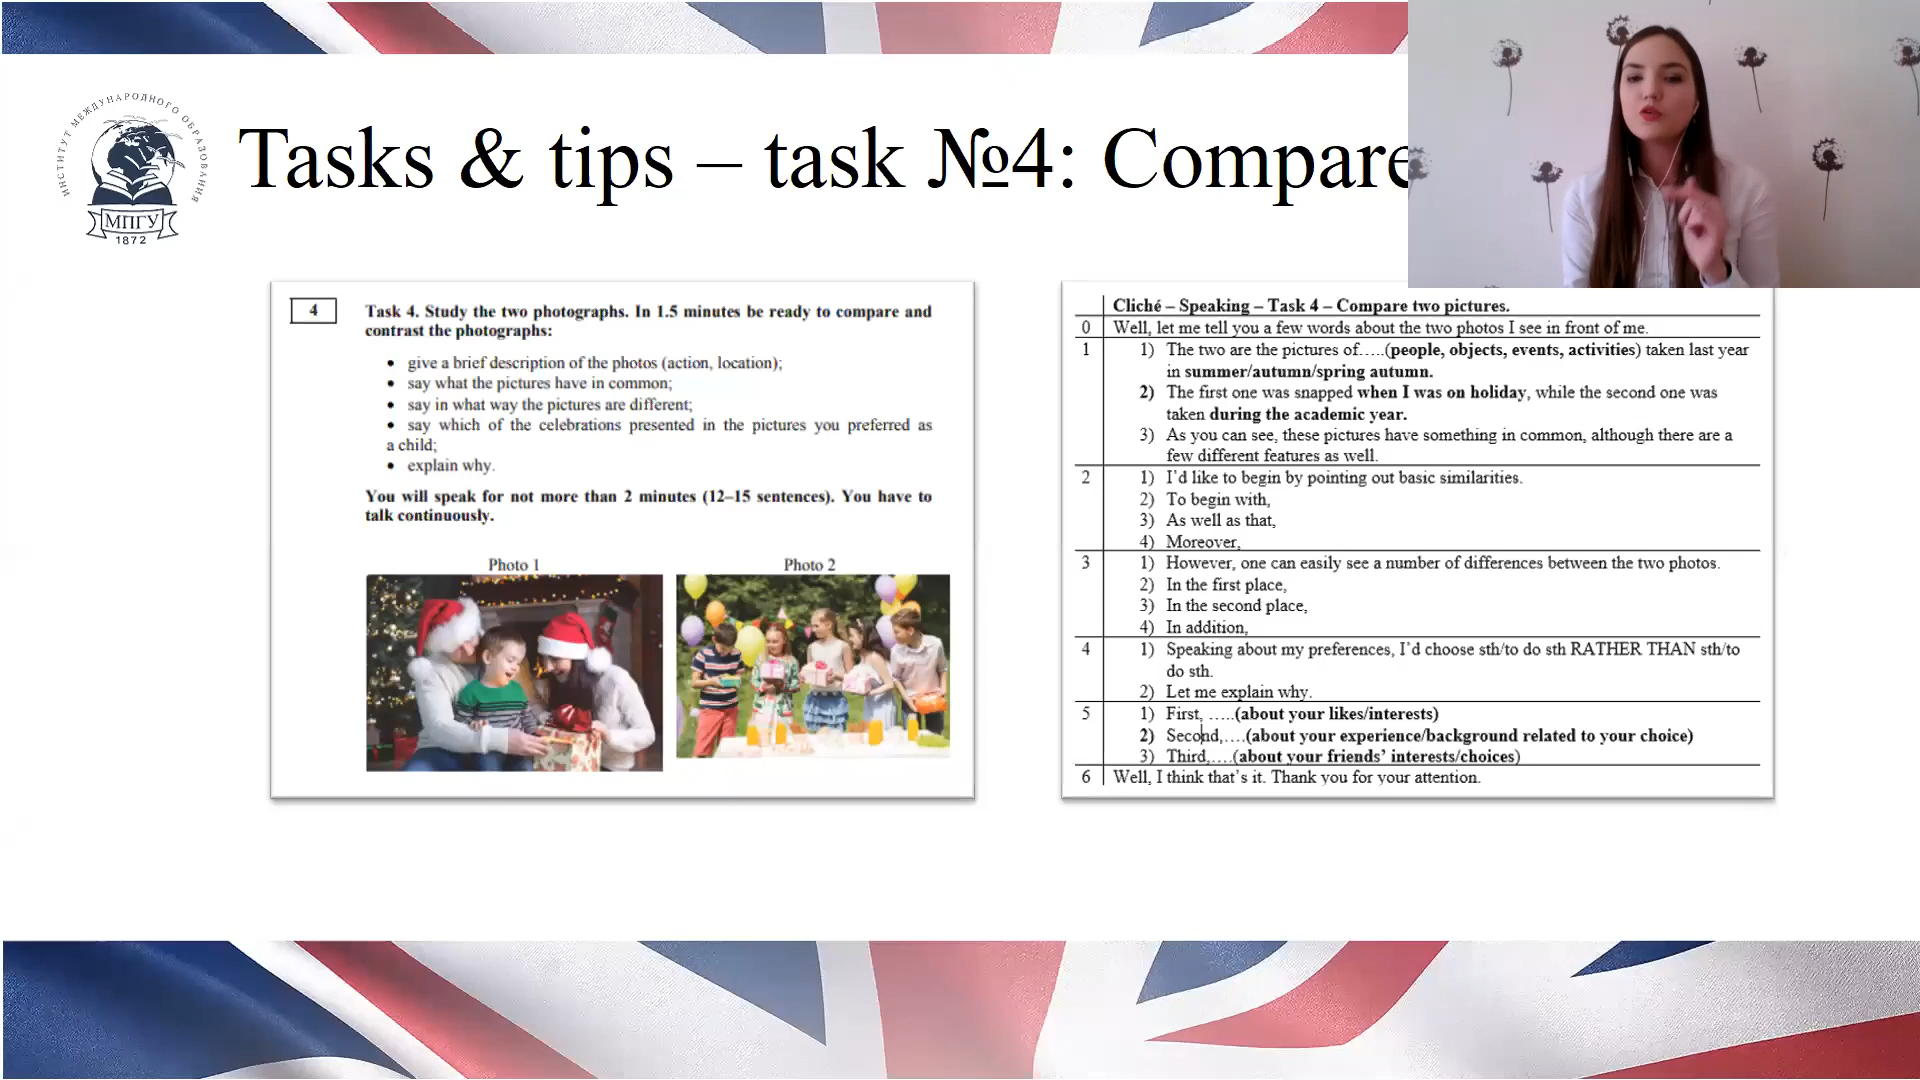 ИНСТИТУТ МЕЖДУНАРОДНОГО ОБРАЗОВАНИЯ
МПГУ
1872
Tasks & tips – task №4: Compare
4
Task 4. Study the two photographs. In 1.5 minutes be ready to compare and
contrast the photographs:
• give a brief description of the photos (action, location);
• say what the pictures have in common;
• say in what way the pictures are different;
• say which of the celebrations presented in the pictures you preferred as
a child;
• explain why.
You will speak for not more than 2 minutes (12–15 sentences). You have to
talk continuously.
Photo 1
Photo 2
Cliché – Speaking – Task 4 – Compare two pictures.
0 Well, let me tell you a few words about the two photos I see in front of me.
1 1) The two are the pictures of…..(people, objects, events, activities) taken last year
in summer/autumn/spring autumn.
2) The first one was snapped when I was on holiday, while the second one was
taken during the academic year.
3) As you can see, these pictures have something in common, although there are a
few different features as well.
2 1) I’d like to begin by pointing out basic similarities.
2) To begin with,
3) As well as that,
4) Moreover,
3 1) However, one can easily see a number of differences between the two photos.
2) In the first place,
3) In the second place,
4) In addition,
4 1) Speaking about my preferences, I’d choose sth/to do sth RATHER THAN sth/to
do sth.
2) Let me explain why.
5 1) First, …..(about your likes/interests)
2) Second,….(about your experience/background related to your choice)
3) Third,….(about your friends’ interests/choices)
6 Well, I think that’s it. Thank you for your attention.